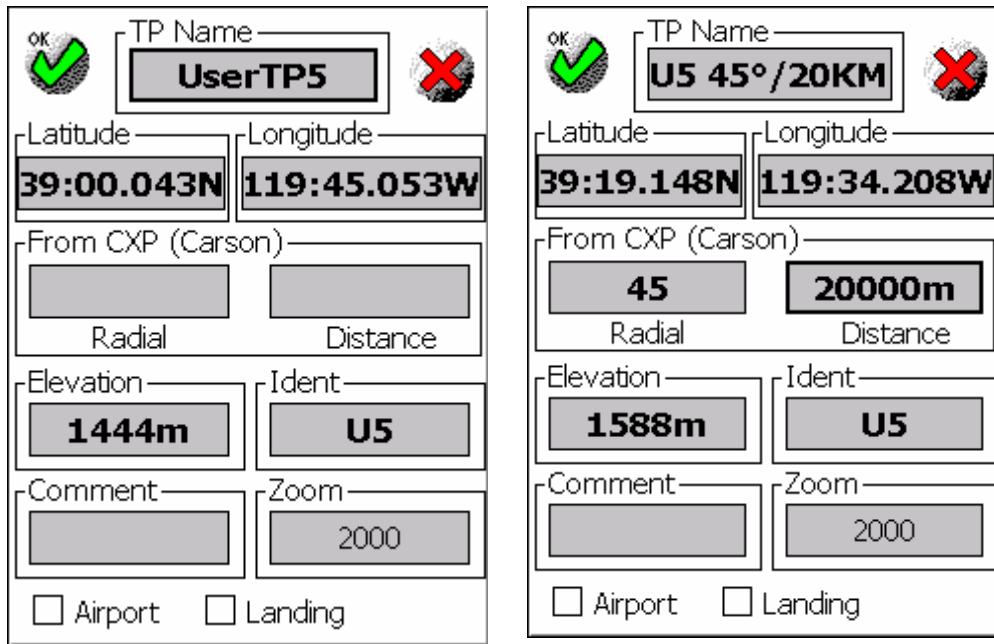 OK
TP Name
UserTP5
Latitude
Longitude
39:00.043N
119:45.053W
From CXP (Carson)
Radial
Distance
Elevation
Ident
1444m
U5
Comment
Zoom
2000
Airport
Landing
OK
TP Name
U5 45°/20KM
Latitude
Longitude
39:19.148N
119:34.208W
From CXP (Carson)
45
20000m
Radial
Distance
Elevation
Ident
1588m
U5
Comment
Zoom
2000
Airport
Landing